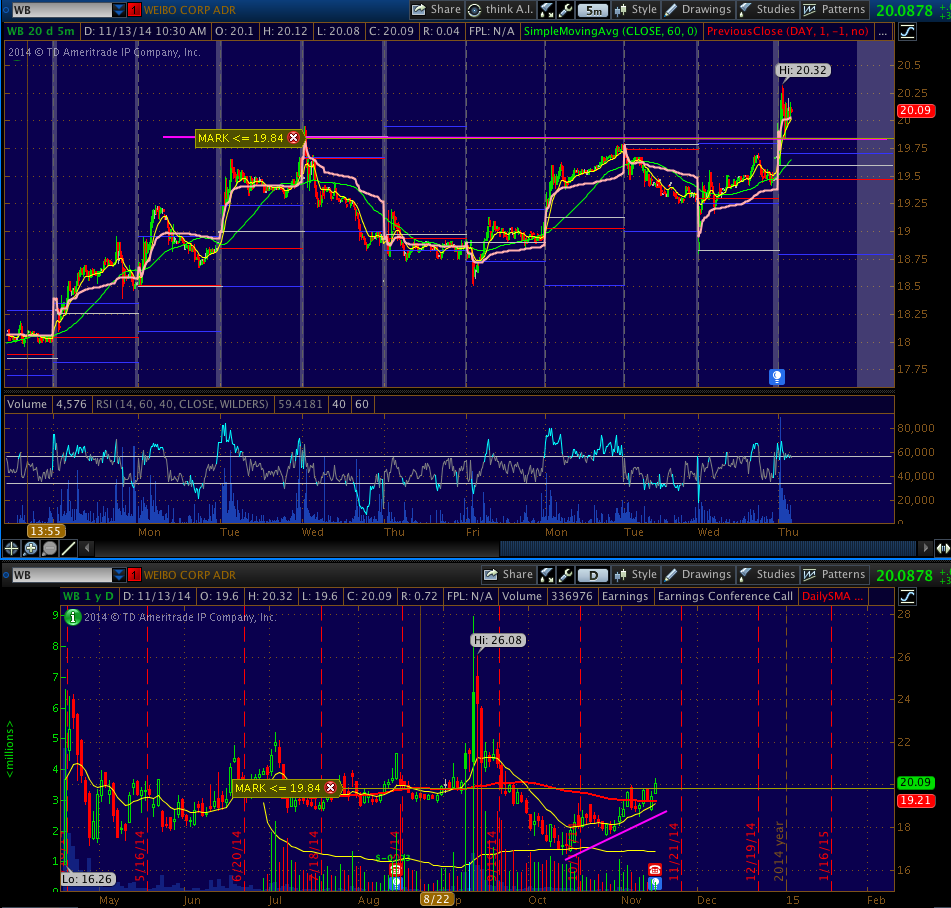 WB 1 WEIBO CORP ADR Share think A.I. 5m Style Drawings Studies Patterns 20.0878
WB 20 d 5m D: 11/13/14 10:30 AM O: 20.1 H: 20.12 L: 20.08 C: 20.09 R: 0.04 FPL: N/A SimpleMovingAvg (CLOSE, 60, 0) PreviousClose (DAY, 1, -1, no) ...
2014 © TD Ameritrade IP Company, Inc.
20.5
Hi: 20.32
20.25
20.09
20
MARK <= 19.84
19.75
19.5
19.25
19
18.75
18.5
18.25
18
17.75
Volume 4,576 RSI (14, 60, 40, CLOSE, WILDERS) 59.4181 40 60
80,000
60,000
40,000
20,000
0
13:55 Mon Tue Wed Thu Fri Mon Tue Wed Thu
WB 1 WEIBO CORP ADR Share D Style Drawings Studies Patterns 20.0878
WB 1 y D D: 11/13/14 O: 19.6 H: 20.32 L: 19.6 C: 20.09 R: 0.72 FPL: N/A Volume 336976 Earnings Earnings Conference Call DailySMA ...
2014 © TD Ameritrade IP Company, Inc.
9
8
7
6
5
4
3
2
1
<millions>
28
Hi: 26.08
26
24
22
20.09
19.21
18
16
MARK <= 19.84
Lo: 16.26
5/16/14
6/20/14
7/18/14
11/21/14
12/19/14
2014 year
1/16/15
May Jun Jul Aug 8/22 Oct Nov 15 Feb